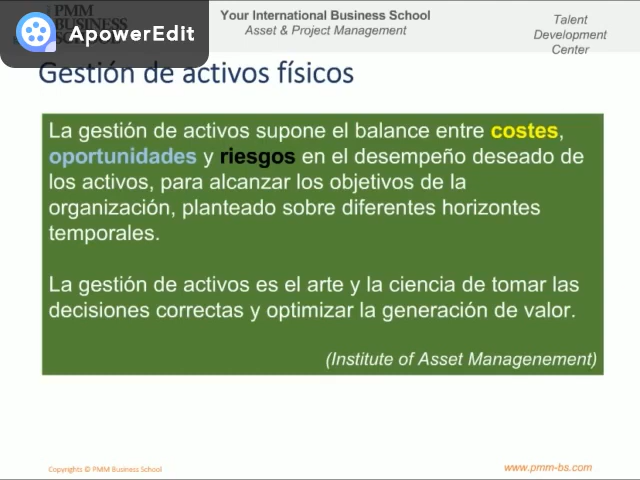 PMM
BUSINESS
SCHOOL
ApowerEdit
Your International Business School
Asset & Project Management
Talent
Development
Center
Gestión de activos físicos
La gestión de activos supone el balance entre costes,
oportunidades y riesgos en el desempeño deseado de
los activos, para alcanzar los objetivos de la
organización, planteado sobre diferentes horizontes
temporales.
La gestión de activos es el arte y la ciencia de tomar las
decisiones correctas y optimizar la generación de valor.
(Institute of Asset Managenement)
Copyrights © PMM Business School
www.pmm-bs.com